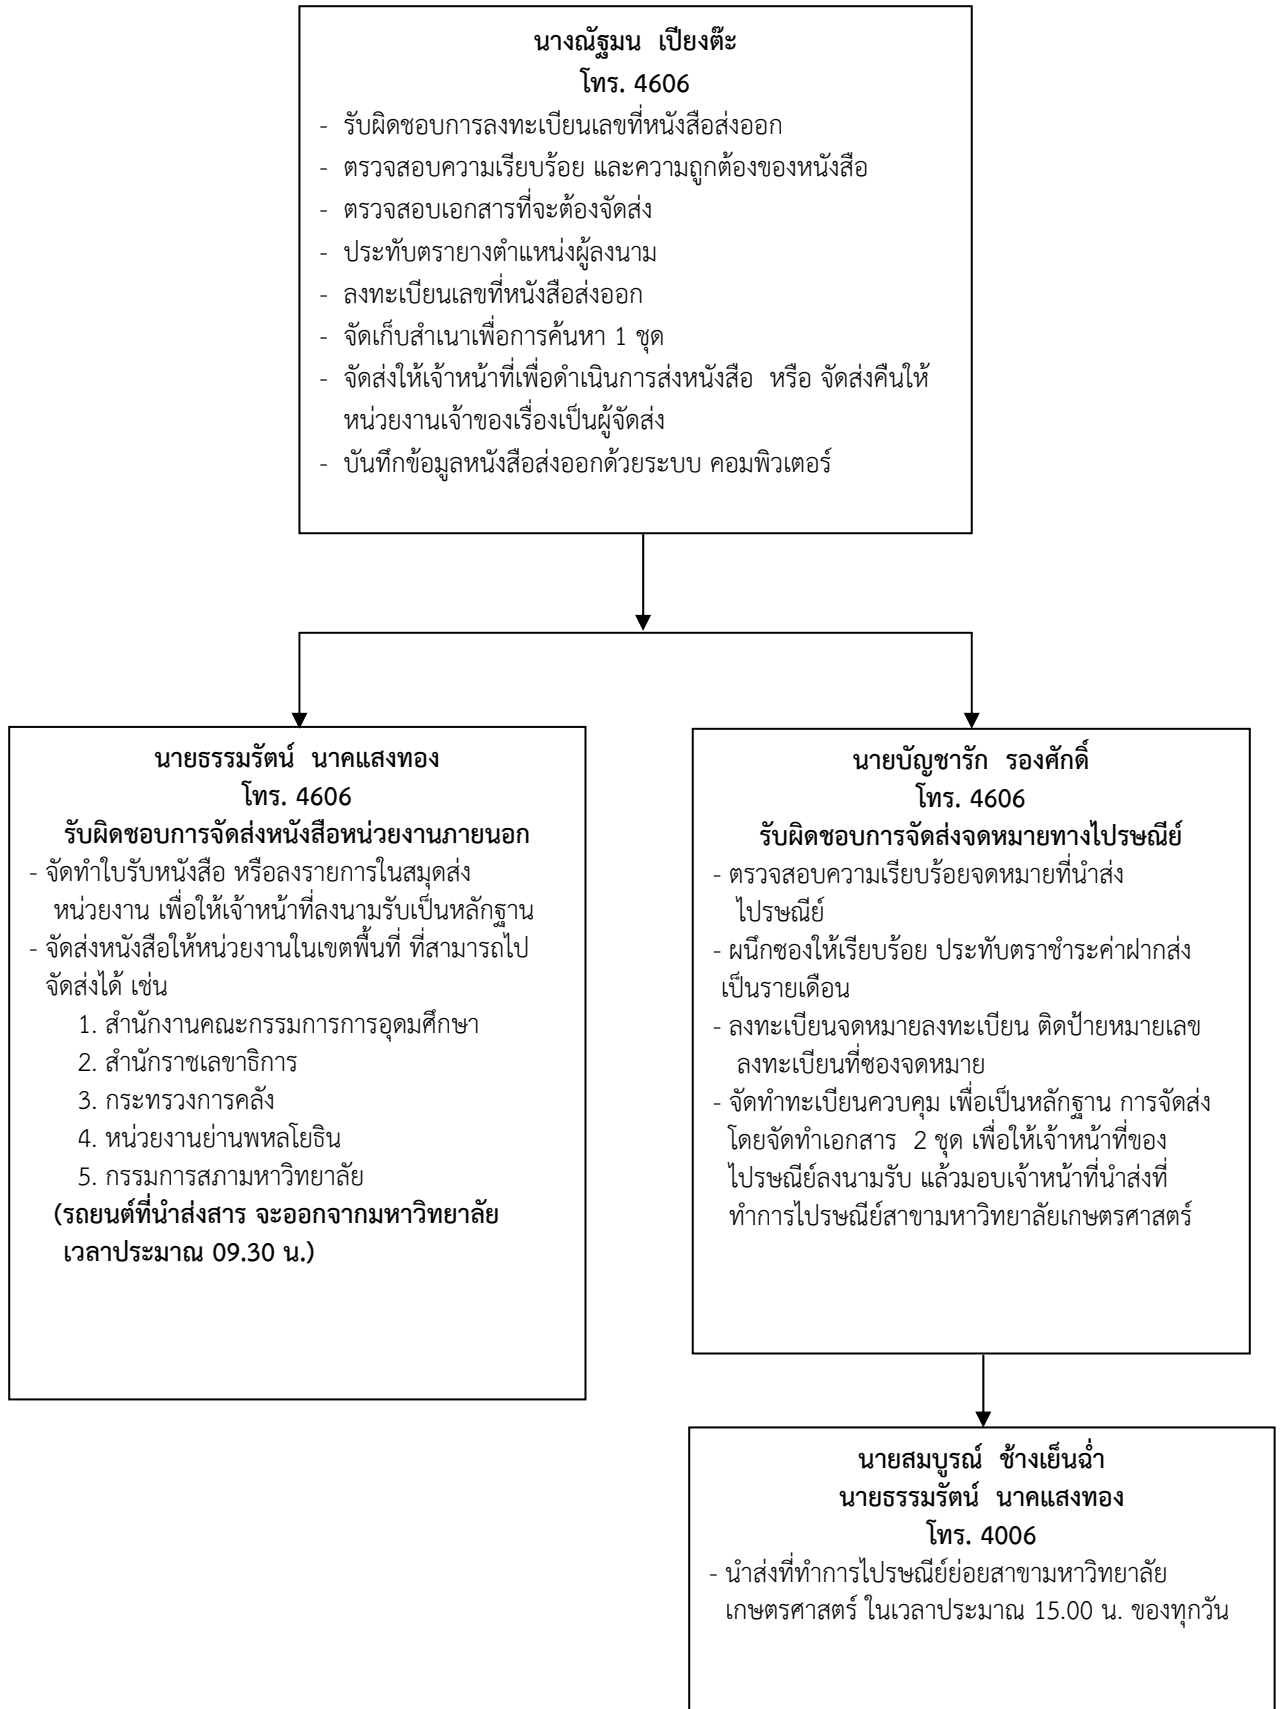 นางณัฐมน เปียงต๊ะ
โทร. 4606
- รับผิดชอบการลงทะเบียนเลขที่หนังสือส่งออก
- ตรวจสอบความเรียบร้อย และความถูกต้องของหนังสือ
- ตรวจสอบเอกสารที่จะต้องจัดส่ง
- ประทับตรายางตำแหน่งผู้ลงนาม
- ลงทะเบียนเลขที่หนังสือส่งออก
- จัดเก็บสำเนาเพื่อการค้นหา 1 ชุด
- จัดส่งให้เจ้าหน้าที่เพื่อดำเนินการส่งหนังสือ หรือ จัดส่งคืนให้
หน่วยงานเจ้าของเรื่องเป็นผู้จัดส่ง
- บันทึกข้อมูลหนังสือส่งออกด้วยระบบ คอมพิวเตอร์
นายธรรมรัตน์ นาคแสงทอง
โทร. 4606
รับผิดชอบการจัดส่งหนังสือหน่วยงานภายนอก
- จัดทำใบรับหนังสือ หรือลงรายการในสมุดส่ง
หน่วยงาน เพื่อให้เจ้าหน้าที่ลงนามรับเป็นหลักฐาน
- จัดส่งหนังสือให้หน่วยงานในเขตพื้นที่ ที่สามารถไป
จัดส่งได้ เช่น
1. สำนักงานคณะกรรมการการอุดมศึกษา
2. สำนักราชเลขาธิการ
3. กระทรวงการคลัง
4. หน่วยงานย่านพหลโยธิน
5. กรรมการสภามหาวิทยาลัย
(รถยนต์ที่นำส่งสาร จะออกจากมหาวิทยาลัย
เวลาประมาณ 09.30 น.)
นายบัญชารัก รองศักดิ์
โทร. 4606
รับผิดชอบการจัดส่งจดหมายทางไปรษณีย์
- ตรวจสอบความเรียบร้อยจดหมายที่นำส่ง
ไปรษณีย์
- ผนึกซองให้เรียบร้อย ประทับตราชำระค่าฝากส่ง
เป็นรายเดือน
- ลงทะเบียนจดหมายลงทะเบียน ติดป้ายหมายเลข
ลงทะเบียนที่ซองจดหมาย
- จัดทำทะเบียนควบคุม เพื่อเป็นหลักฐาน การจัดส่ง
โดยจัดทำเอกสาร 2 ชุด เพื่อให้เจ้าหน้าที่ของ
ไปรษณีย์ลงนามรับ แล้วมอบเจ้าหน้าที่นำส่งที่
ทำการไปรษณีย์สาขามหาวิทยาลัยเกษตรศาสตร์
นายสมบูรณ์ ช้างเย็นฉ่ำ
นายธรรมรัตน์ นาคแสงทอง
โทร. 4006
- นำส่งที่ทำการไปรษณีย์ย่อยสาขามหาวิทยาลัย
เกษตรศาสตร์ ในเวลาประมาณ 15.00 น. ของทุกวัน